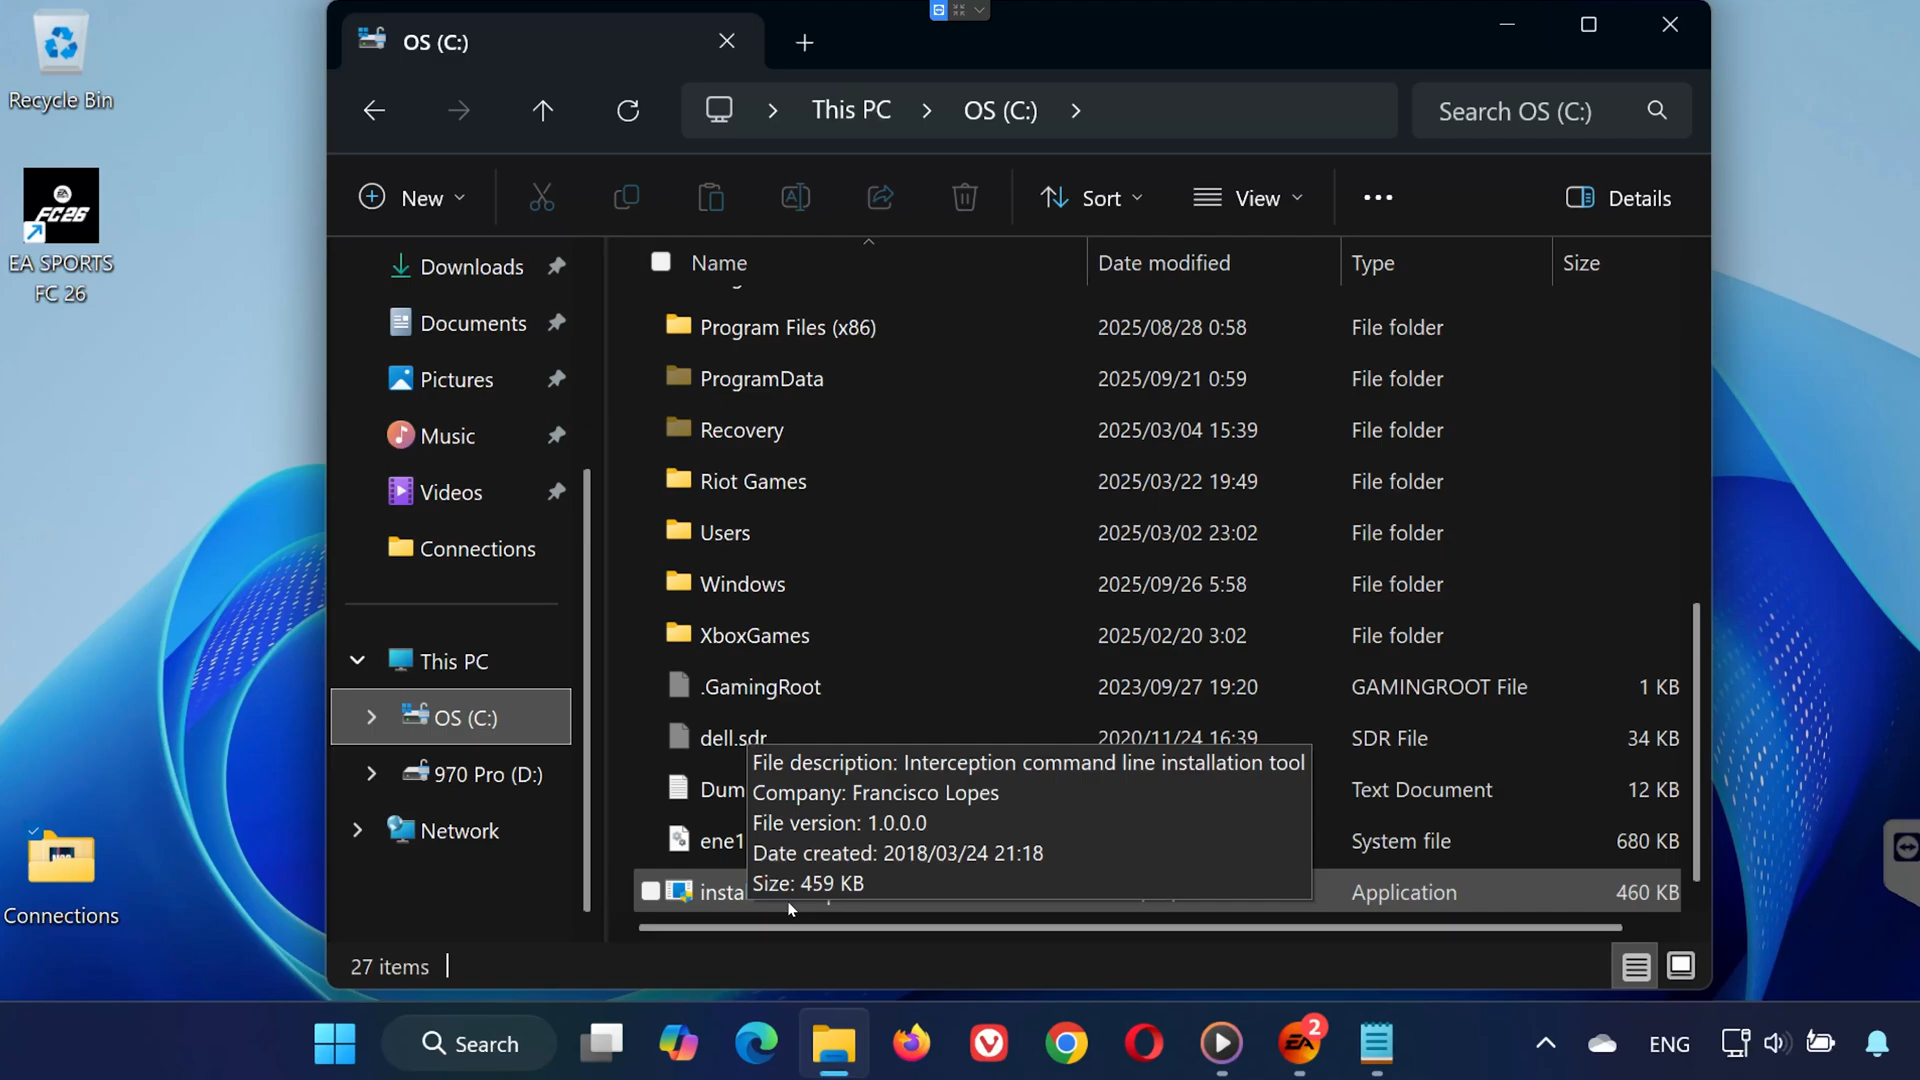 OS (C:)
This PC
OS (C:)
Search OS (C:)
New
Sort
View
Details
Recycle Bin
EA SPORTS
FC 26
FC26
EA SPORTS
FC 26
Downloads
Documents
Pictures
Music
Videos
Connections
This PC
OS (C:)
970 Pro (D:)
Network
Connections
Name
Date modified
Type
Size
Program Files (x86)
2025/08/28 0:58
File folder
ProgramData
2025/09/21 0:59
File folder
Recovery
2025/03/04 15:39
File folder
Riot Games
2025/03/22 19:49
File folder
Users
2025/03/02 23:02
File folder
Windows
2025/09/26 5:58
File folder
XboxGames
2025/02/20 3:02
File folder
.GamingRoot
2023/09/27 19:20
GAMINGROOT File
1 KB
dell.sdr
2020/11/24 16:39
SDR File
34 KB
Dum
Text Document
12 KB
ene1
System file
680 KB
insta
Application
460 KB
File description: Interception command line installation tool
Company: Francisco Lopes
File version: 1.0.0.0
Date created: 2018/03/24 21:18
Size: 459 KB
27 items
Search
EA
2
ENG